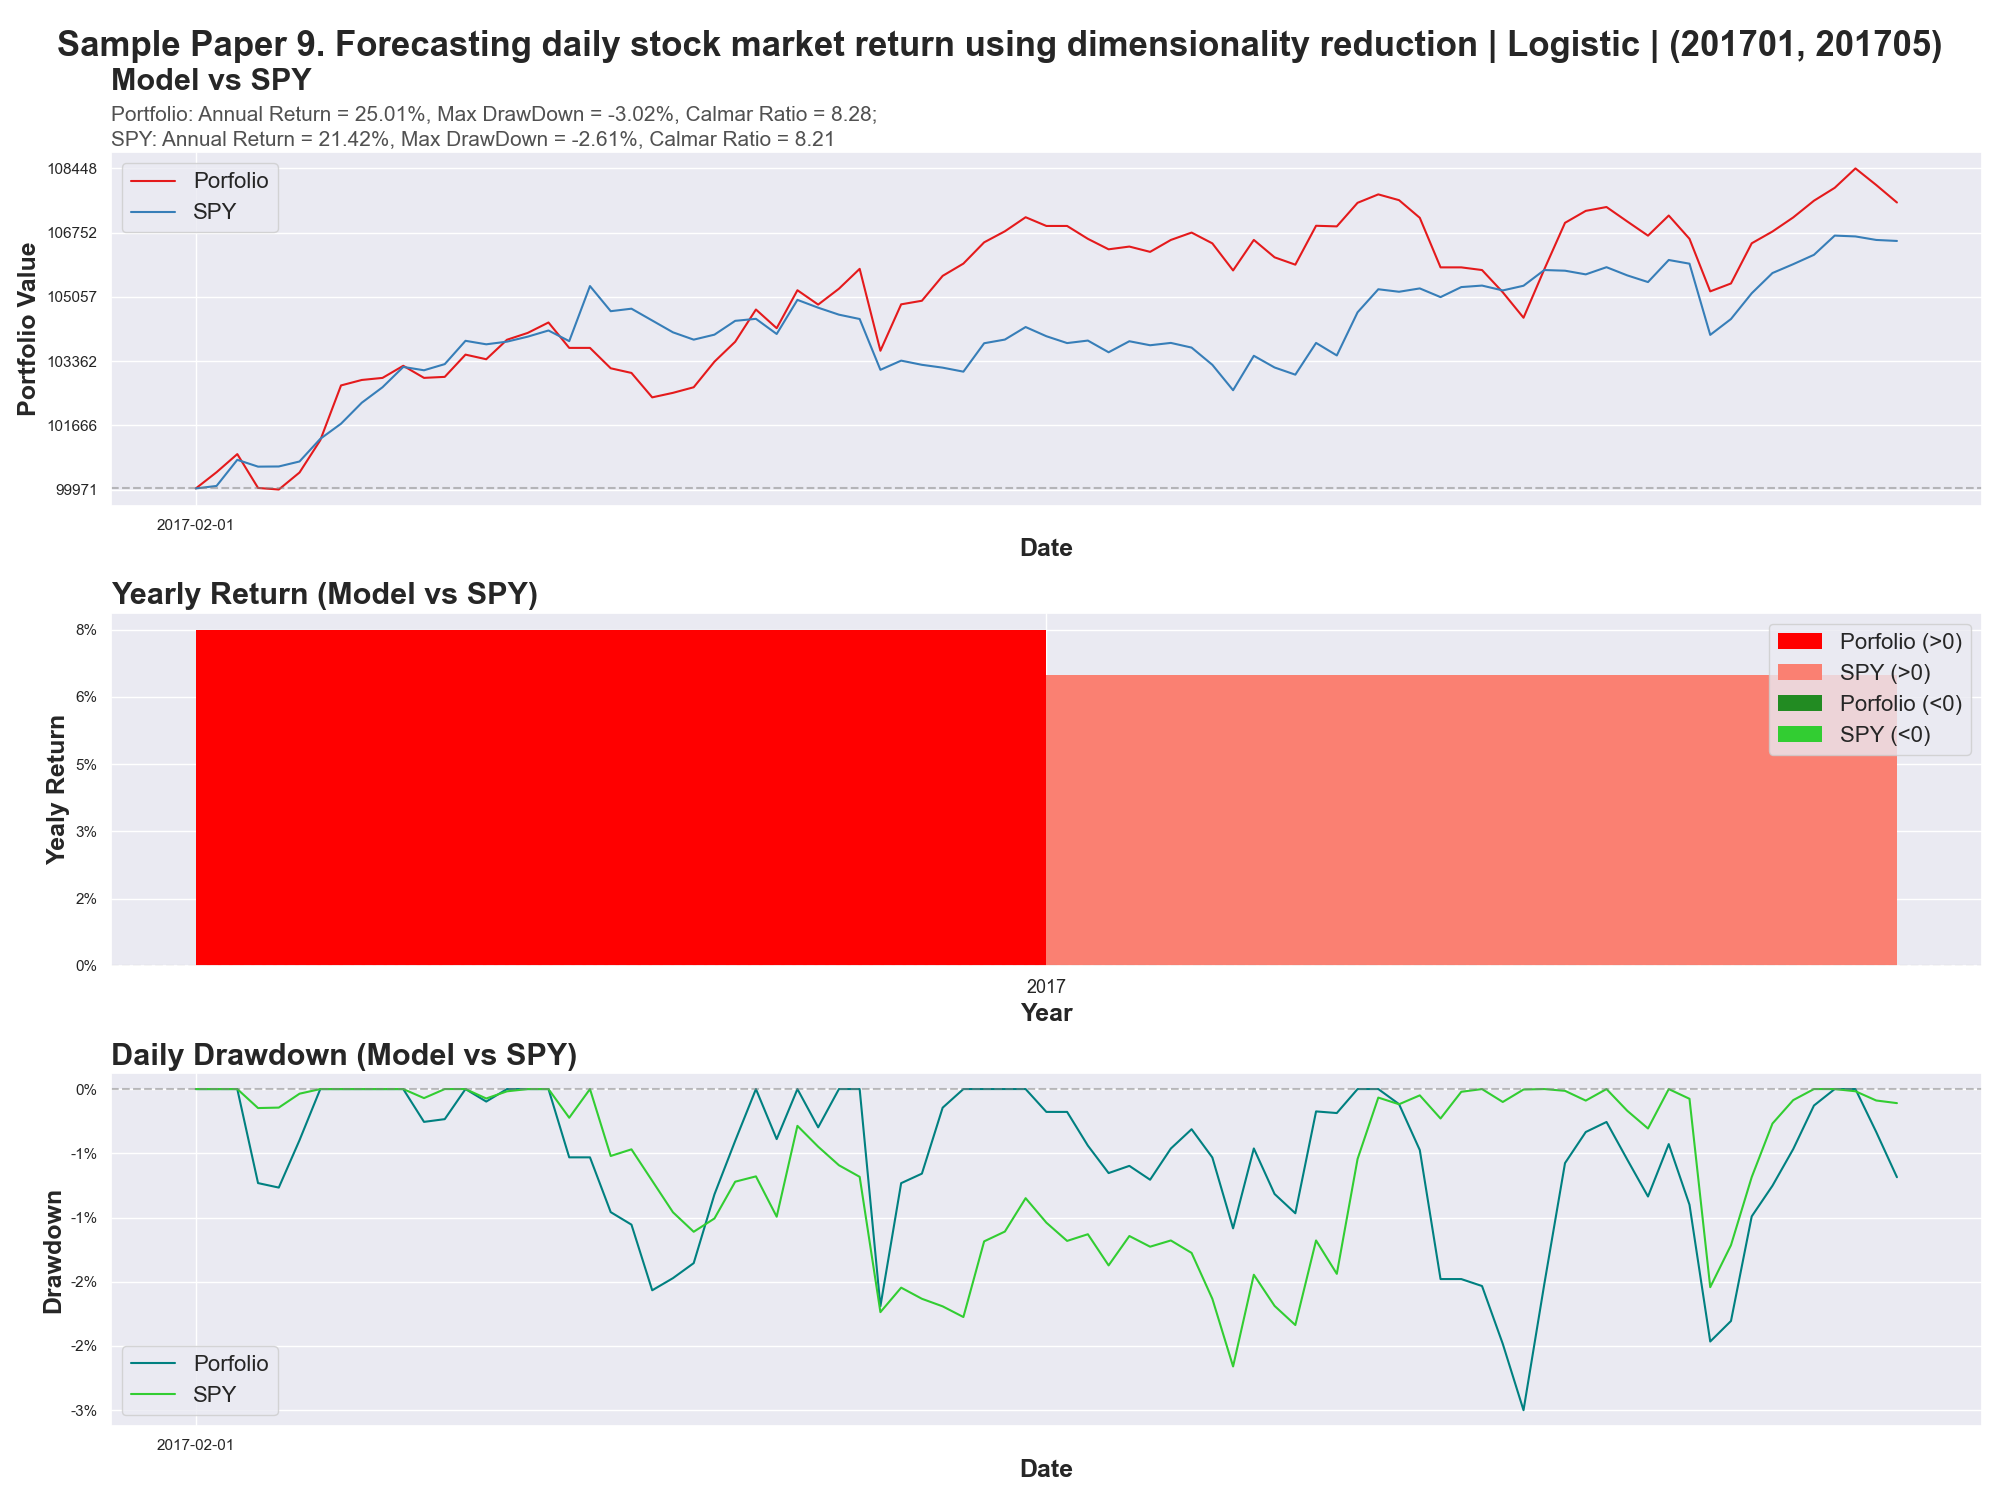 Sample Paper 9. Forecasting daily stock market return using dimensionality reduction | Logistic | (201701, 201705)
Model vs SPY
Portfolio: Annual Return = 25.01%, Max DrawDown = -3.02%, Calmar Ratio = 8.28;
SPY: Annual Return = 21.42%, Max DrawDown = -2.61%, Calmar Ratio = 8.21
Porfolio
SPY
108448
106752
105057
103362
101666
99971
Portfolio Value
2017-02-01
Date
Yearly Return (Model vs SPY)
Porfolio (>0)
SPY (>0)
Porfolio (<0)
SPY (<0)
8%
6%
5%
3%
2%
0%
Yealy Return
2017
Year
Daily Drawdown (Model vs SPY)
0%
-1%
-1%
-2%
-2%
-3%
Drawdown
Porfolio
SPY
2017-02-01
Date